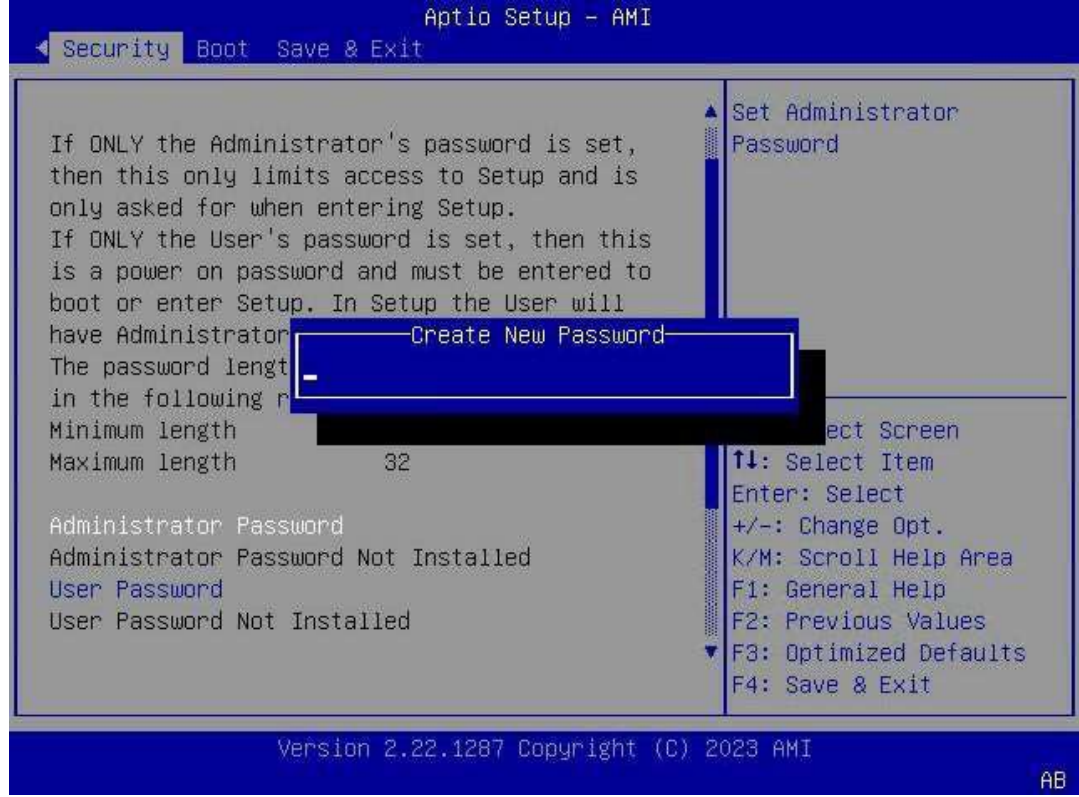 Aptio Setup – AMI
Security Boot Save & Exit
If ONLY the Administrator's password is set,
then this only limits access to Setup and is
only asked for when entering Setup.
If ONLY the User's password is set, then this
is a power on password and must be entered to
boot or enter Setup. In Setup the User will
have Administrator
The password lengt
in the following r
Minimum length
Maximum length 32
Administrator Password
Administrator Password Not Installed
User Password
User Password Not Installed
Create New Password
Set Administrator
Password
ect Screen
↑↓: Select Item
Enter: Select
+/-: Change Opt.
K/M: Scroll Help Area
F1: General Help
F2: Previous Values
F3: Optimized Defaults
F4: Save & Exit
Version 2.22.1287 Copyright (C) 2023 AMI
AB